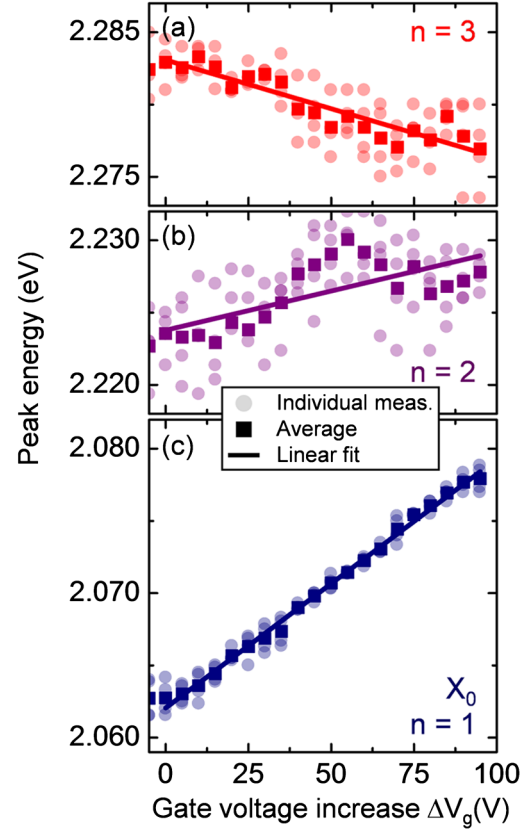 (a)
n = 3
2.285
2.275
(b)
2.230
2.220
n = 2
Peak energy (eV)
Individual meas.
Average
Linear fit
(c)
2.080
2.070
2.060
X₀
n = 1
0
25
50
75
100
Gate voltage increase ΔV₉(V)